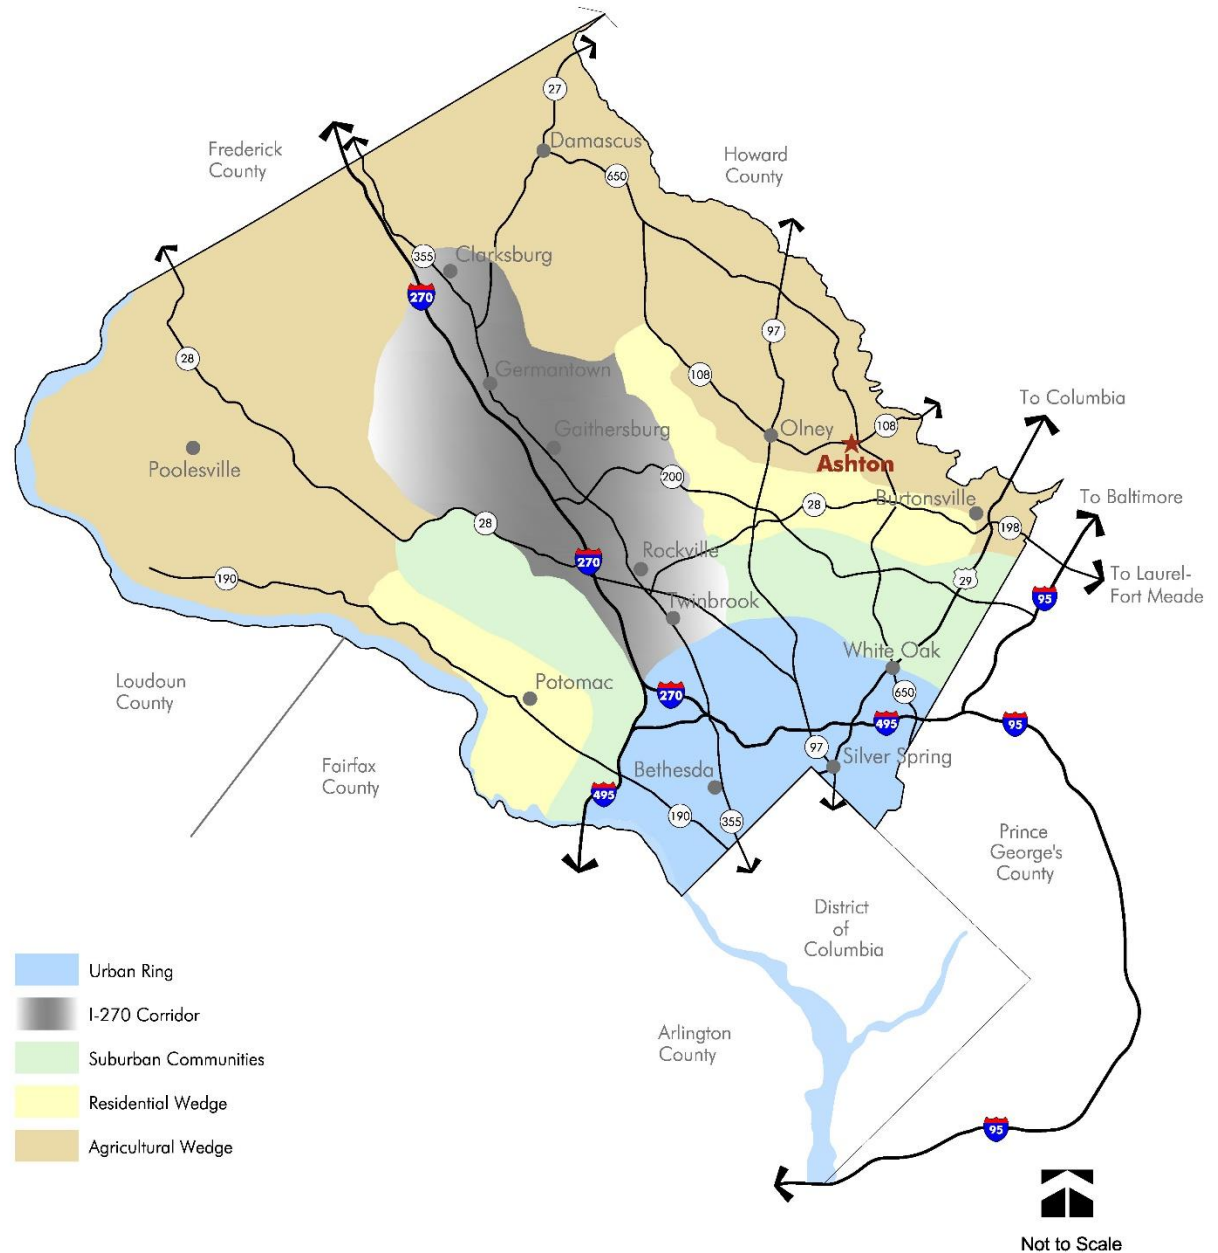 27
Damascus
Frederick
County
Howard
County
650
355
Clarksburg
270
97
28
108
Germantown
To Columbia
Olney
108
Gaithersburg
Ashton
Poolesville
200
Burtonsville
To Baltimore
28
28
198
Rockville
270
190
29
To Laurel-
Fort Meade
95
Twinbrook
White Oak
Loudoun
County
Potomac
270
650
495
95
97
Silver Spring
Fairfax
County
Bethesda
495
190
355
Prince
George's
County
District
of
Columbia
Urban Ring
I-270 Corridor
Arlington
County
Suburban Communities
Residential Wedge
95
Agricultural Wedge
Not to Scale